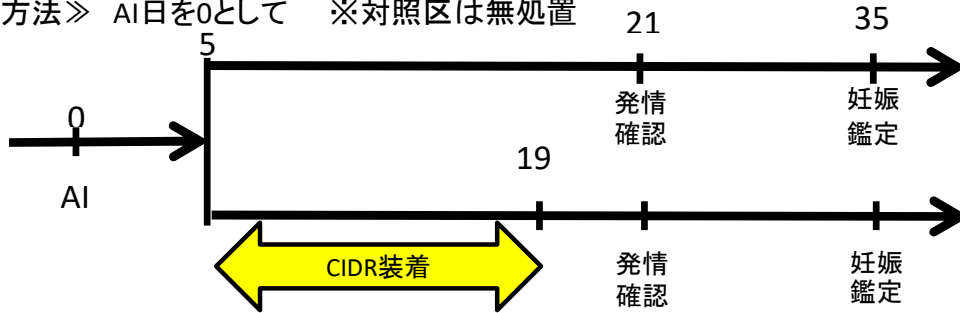 方法≫ AI日を0として ※対照区は無処置
21
35
5
発情
確認
妊娠
鑑定
0
AI
19
CIDR装着
発情
確認
妊娠
鑑定